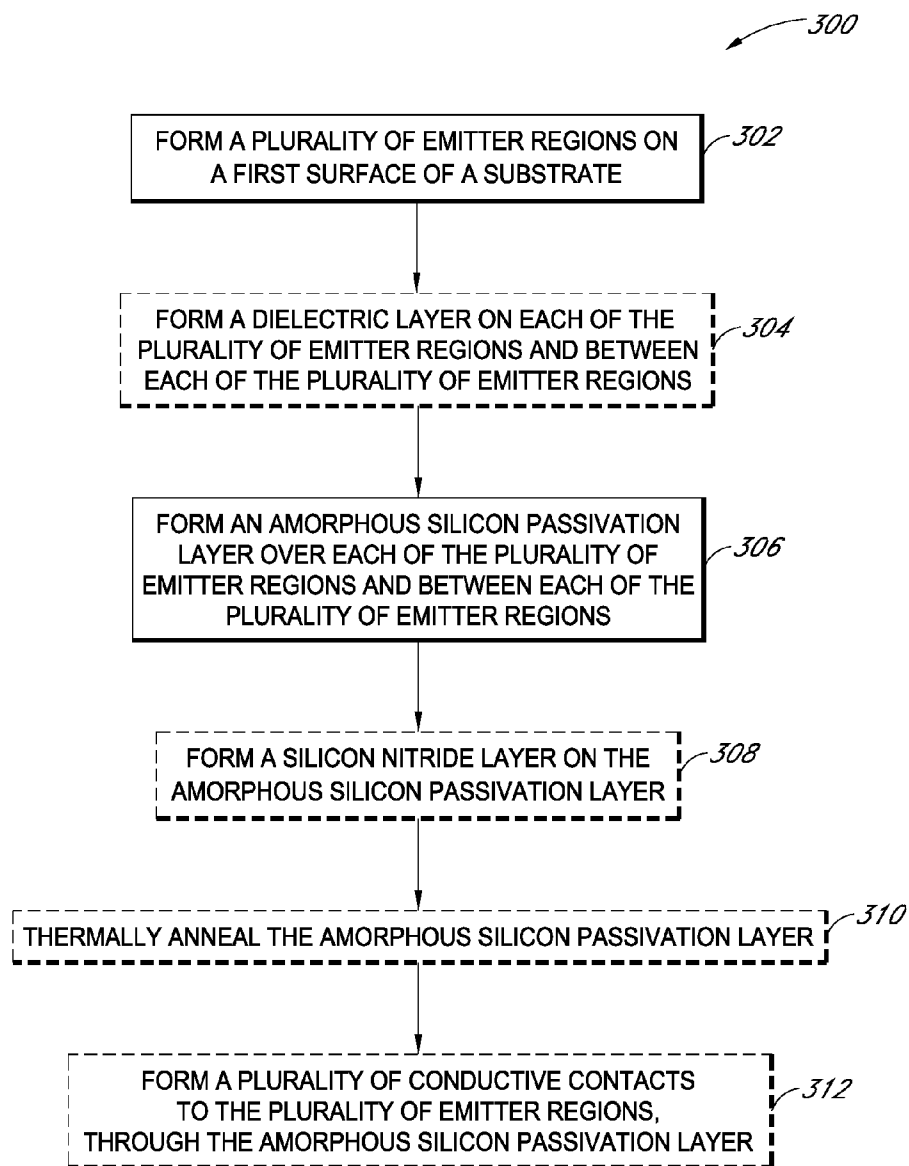 300
FORM A PLURALITY OF EMITTER REGIONS ON
A FIRST SURFACE OF A SUBSTRATE
302
FORM A DIELECTRIC LAYER ON EACH OF THE
PLURALITY OF EMITTER REGIONS AND BETWEEN
EACH OF THE PLURALITY OF EMITTER REGIONS
304
FORM AN AMORPHOUS SILICON PASSIVATION
LAYER OVER EACH OF THE PLURALITY OF
EMITTER REGIONS AND BETWEEN EACH OF THE
PLURALITY OF EMITTER REGIONS
306
FORM A SILICON NITRIDE LAYER ON THE
AMORPHOUS SILICON PASSIVATION LAYER
308
THERMALLY ANNEAL THE AMORPHOUS SILICON PASSIVATION LAYER
310
FORM A PLURALITY OF CONDUCTIVE CONTACTS
TO THE PLURALITY OF EMITTER REGIONS,
THROUGH THE AMORPHOUS SILICON PASSIVATION LAYER
312